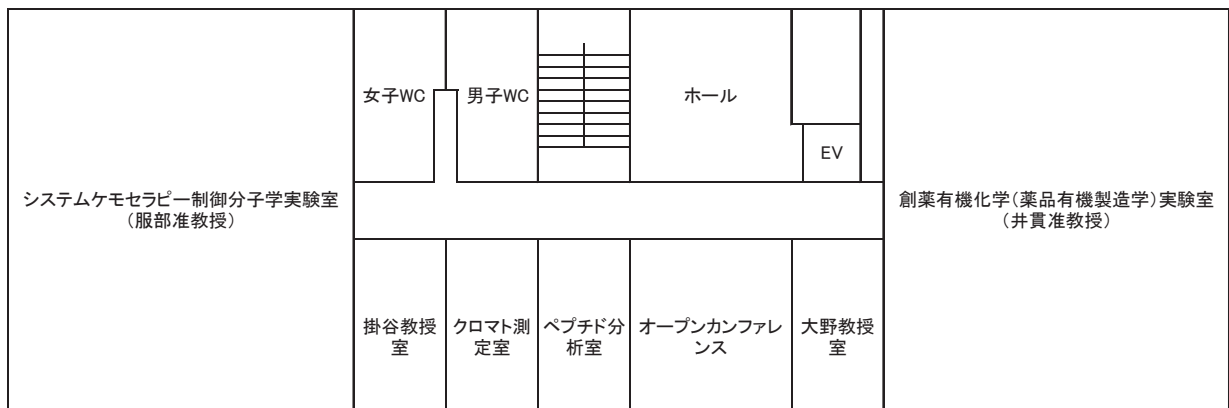 女子WC
男子WC
ホール
EV
システムケモセラピー制御分子学実験室
（服部准教授）
創薬有機化学（薬品有機製造学）実験室
（井貫准教授）
掛谷教授
室
クロマト測
定室
ペプチド分
析室
オープンカンファレ
ンス
大野教授
室